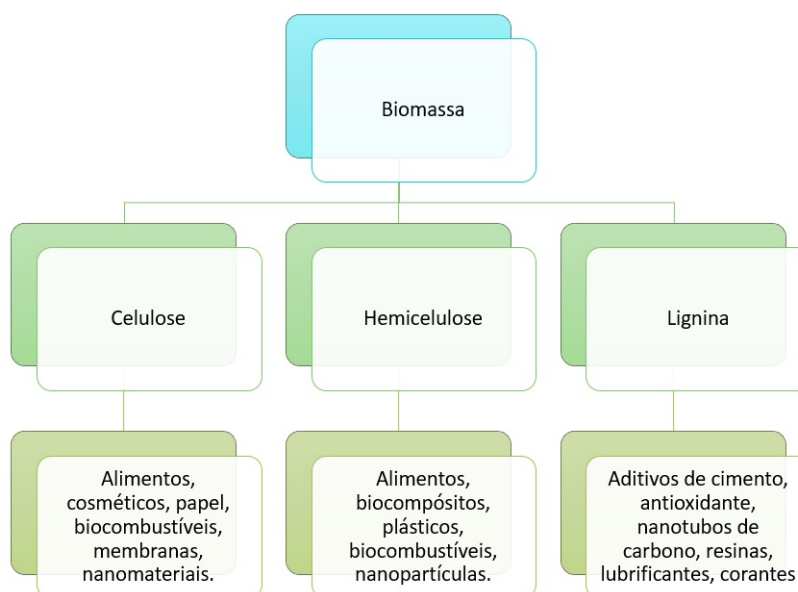 Biomassa
Celulose
Hemicelulose
Lignina
Alimentos,
cosméticos, papel,
biocombustíveis,
membranas,
nanomateriais.
Alimentos,
biocompósitos,
plásticos,
biocombustíveis,
nanopartículas.
Aditivos de cimento,
antioxidante,
nanotubos de
carbono, resinas,
lubrificantes, corantes